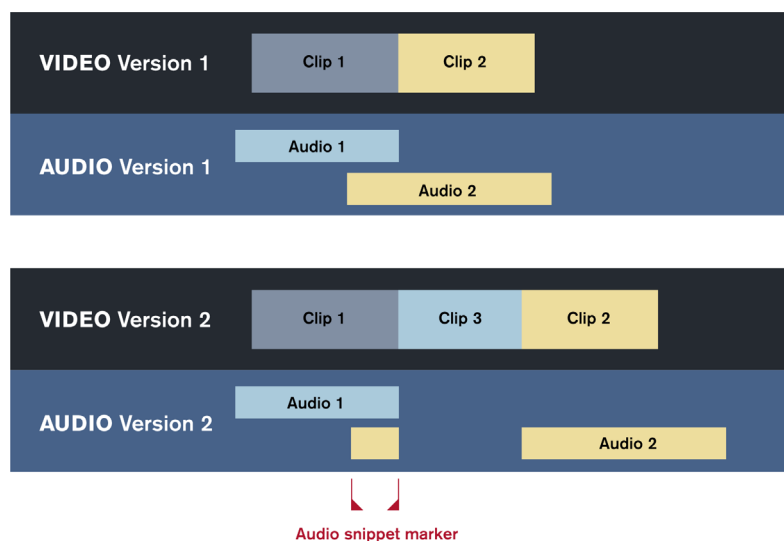 VIDEO Version 1
Clip 1
Clip 2
AUDIO Version 1
Audio 1
Audio 2
VIDEO Version 2
Clip 1
Clip 3
Clip 2
AUDIO Version 2
Audio 1
Audio 2
Audio snippet marker